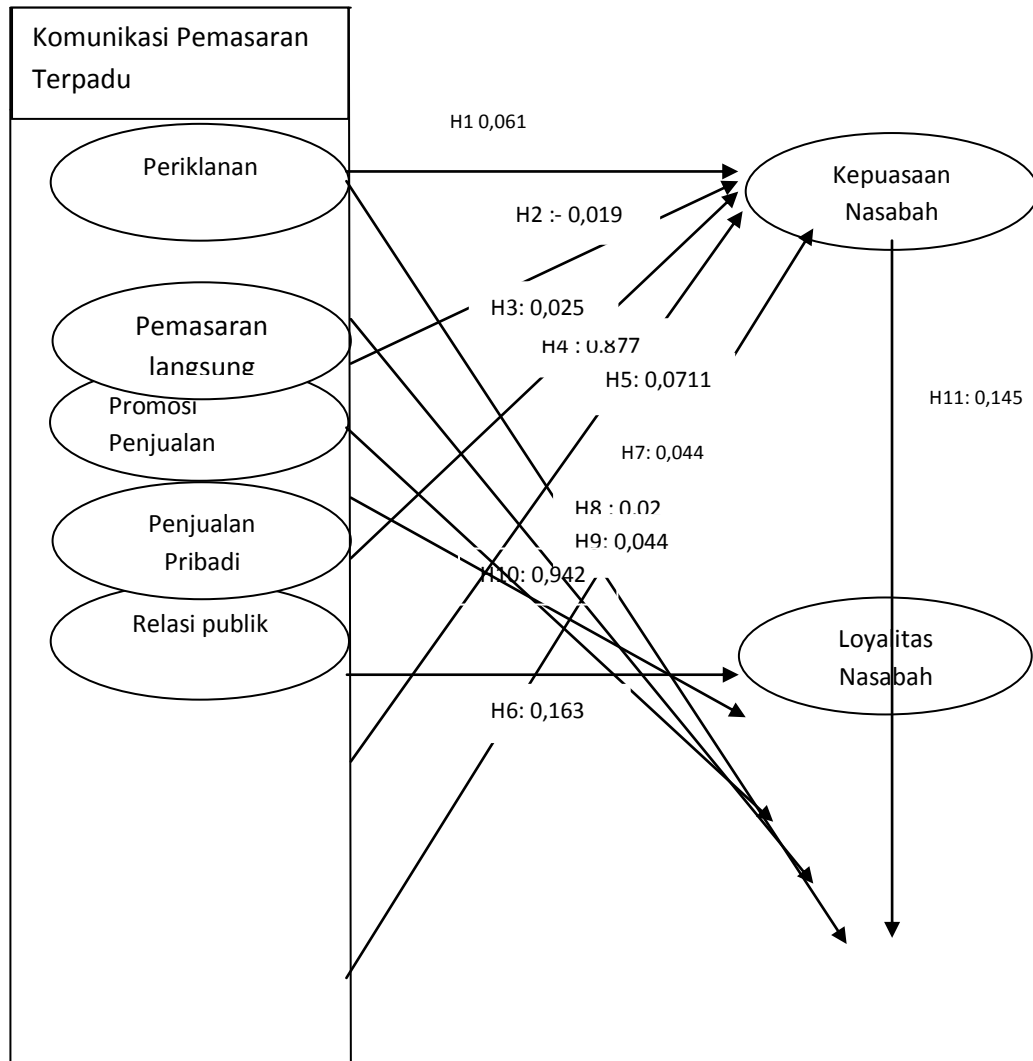 Komunikasi Pemasaran
Terpadu
H1 0,061
Periklanan
Kepuasaan
Nasabah
H2 :- 0,019
H3: 0,025
Pemasaran
langsung
H4 : 0.877
H5: 0,0711
H11: 0,145
Promosi
Penjualan
H7: 0,044
H8 : 0.02
H9: 0,044
Penjualan
Pribadi
H10: 0,942
Relasi publik
Loyalitas
Nasabah
H6: 0,163